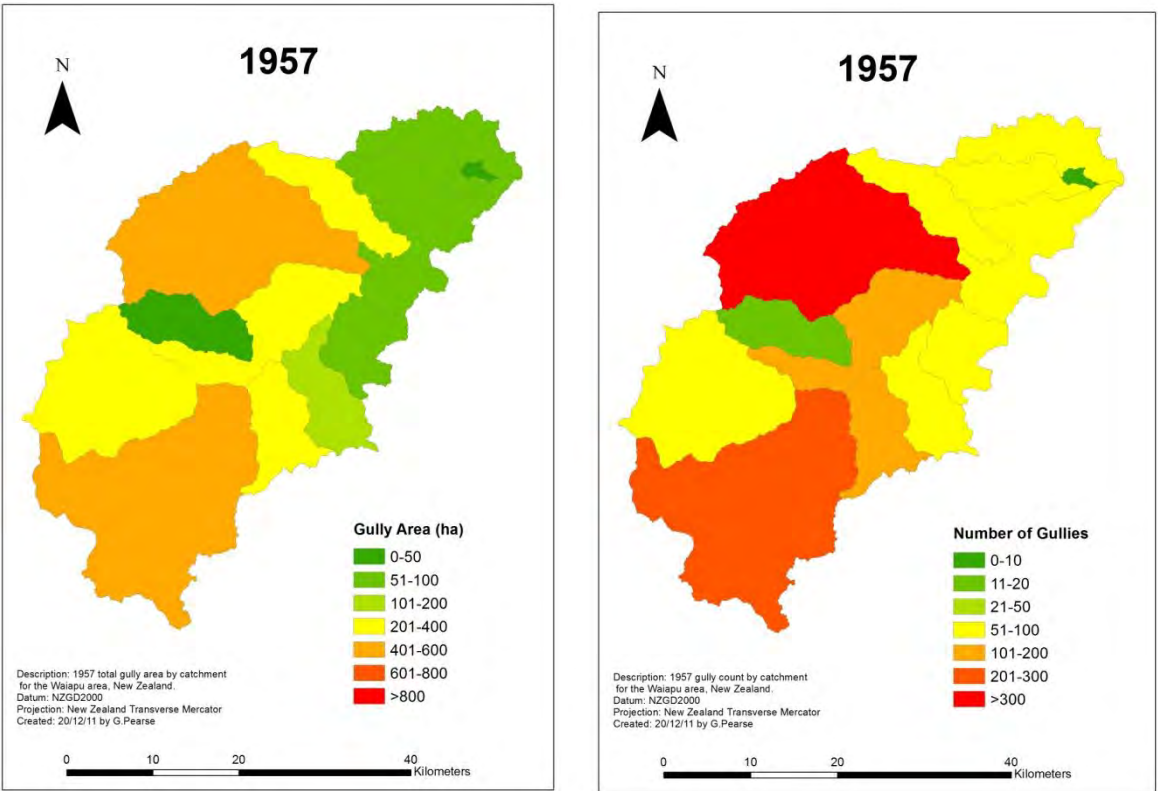 1957
N
Gully Area (ha)
0-50
51-100
101-200
201-400
401-600
601-800
>800
Description: 1957 total gully area by catchment
for the Waiapu area, New Zealand.
Datum: NZGD2000
Projection: New Zealand Transverse Mercator
Created: 20/12/11 by G.Pearse
0 10 20 40
Kilometers
1957
N
Number of Gullies
0-10
11-20
21-50
51-100
101-200
201-300
>300
Description: 1957 gully count by catchment
for the Waiapu area, New Zealand.
Datum: NZGD2000
Projection: New Zealand Transverse Mercator
Created: 20/12/11 by G.Pearse
0 10 20 40
Kilometers